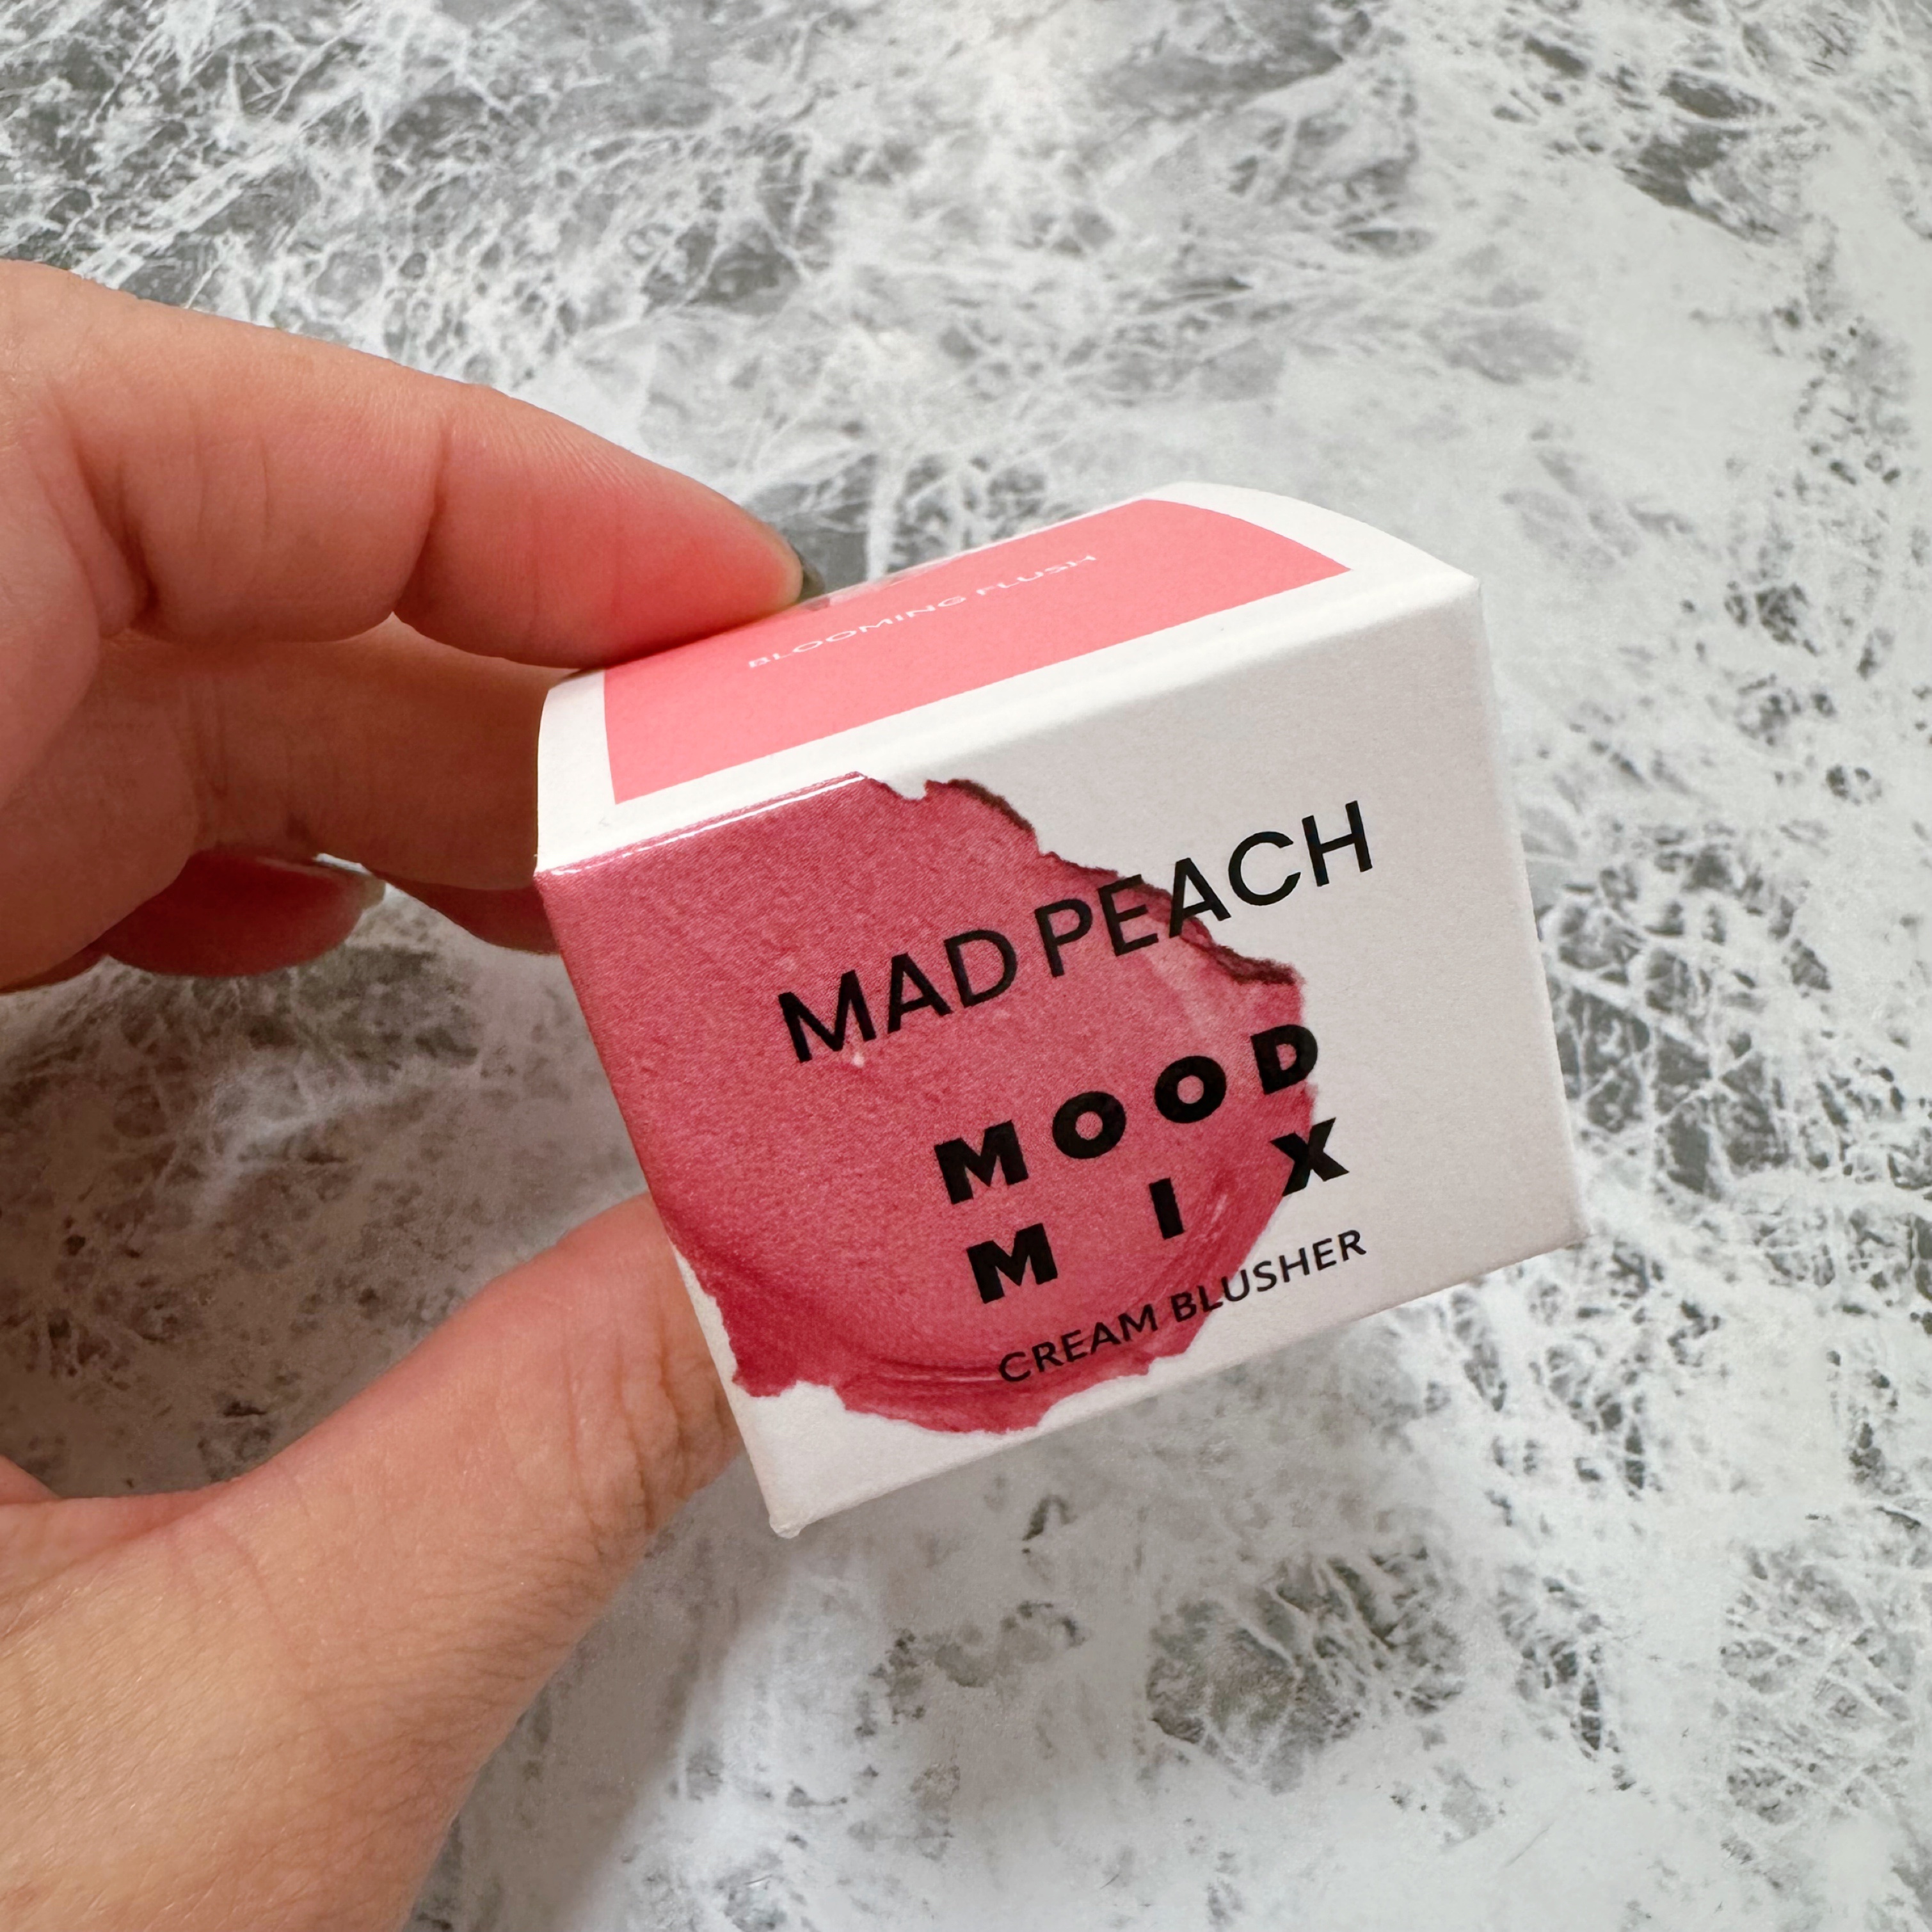 BLOOMING FLUSH
MAD PEACH
MOOD
MIX
CREAM BLUSHER